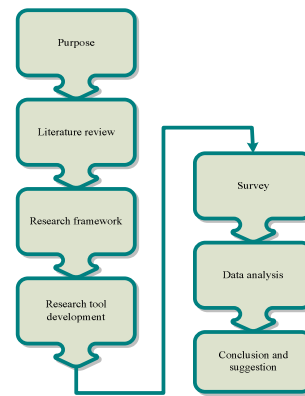 Purpose
Literature review
Research framework
Research tool
development
Survey
Data analysis
Conclusion and
suggestion